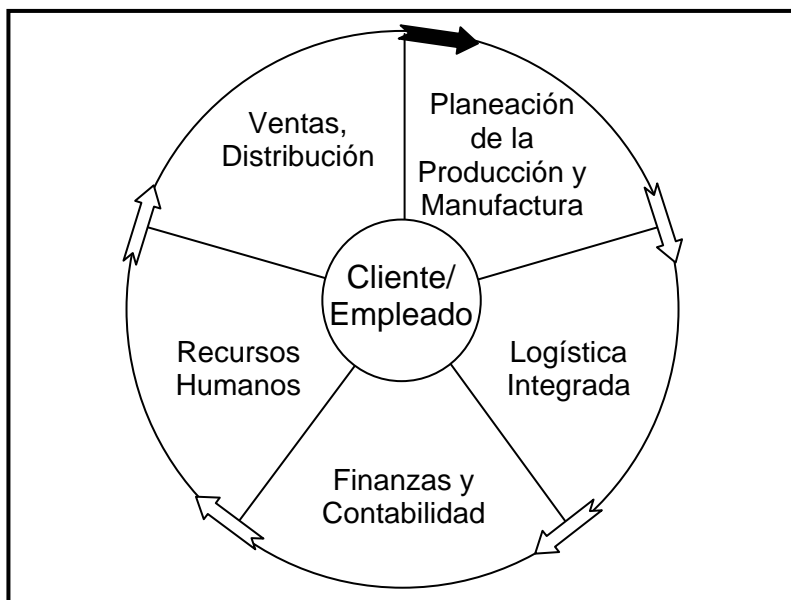 Ventas,
Distribución
Planeación
de la
Producción y
Manufactura
Cliente/
Empleado
Recursos
Humanos
Logística
Integrada
Finanzas y
Contabilidad